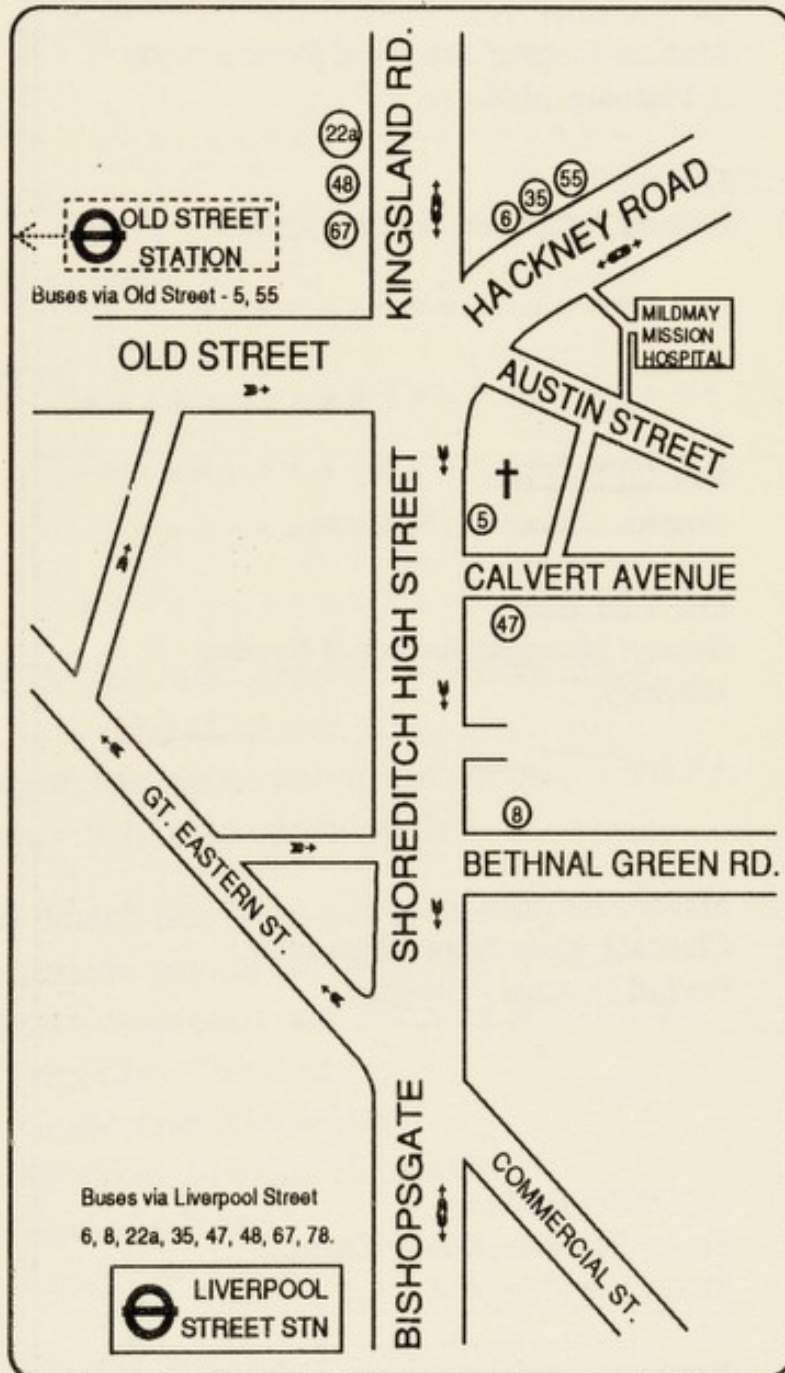 KINGSLAND RD.
22a
48
67
6
35
55
HACKNEY ROAD
OLD STREET
STATION
Buses via Old Street - 5, 55
MILDMAY
MISSION
HOSPITAL
OLD STREET
AUSTIN STREET
5
SHOREDITCH HIGH STREET
CALVERT AVENUE
47
8
GT. EASTERN ST.
BETHNAL GREEN RD.
BISHOPSGATE
COMMERCIAL ST.
Buses via Liverpool Street
6, 8, 22a, 35, 47, 48, 67, 78.
LIVERPOOL
STREET STN